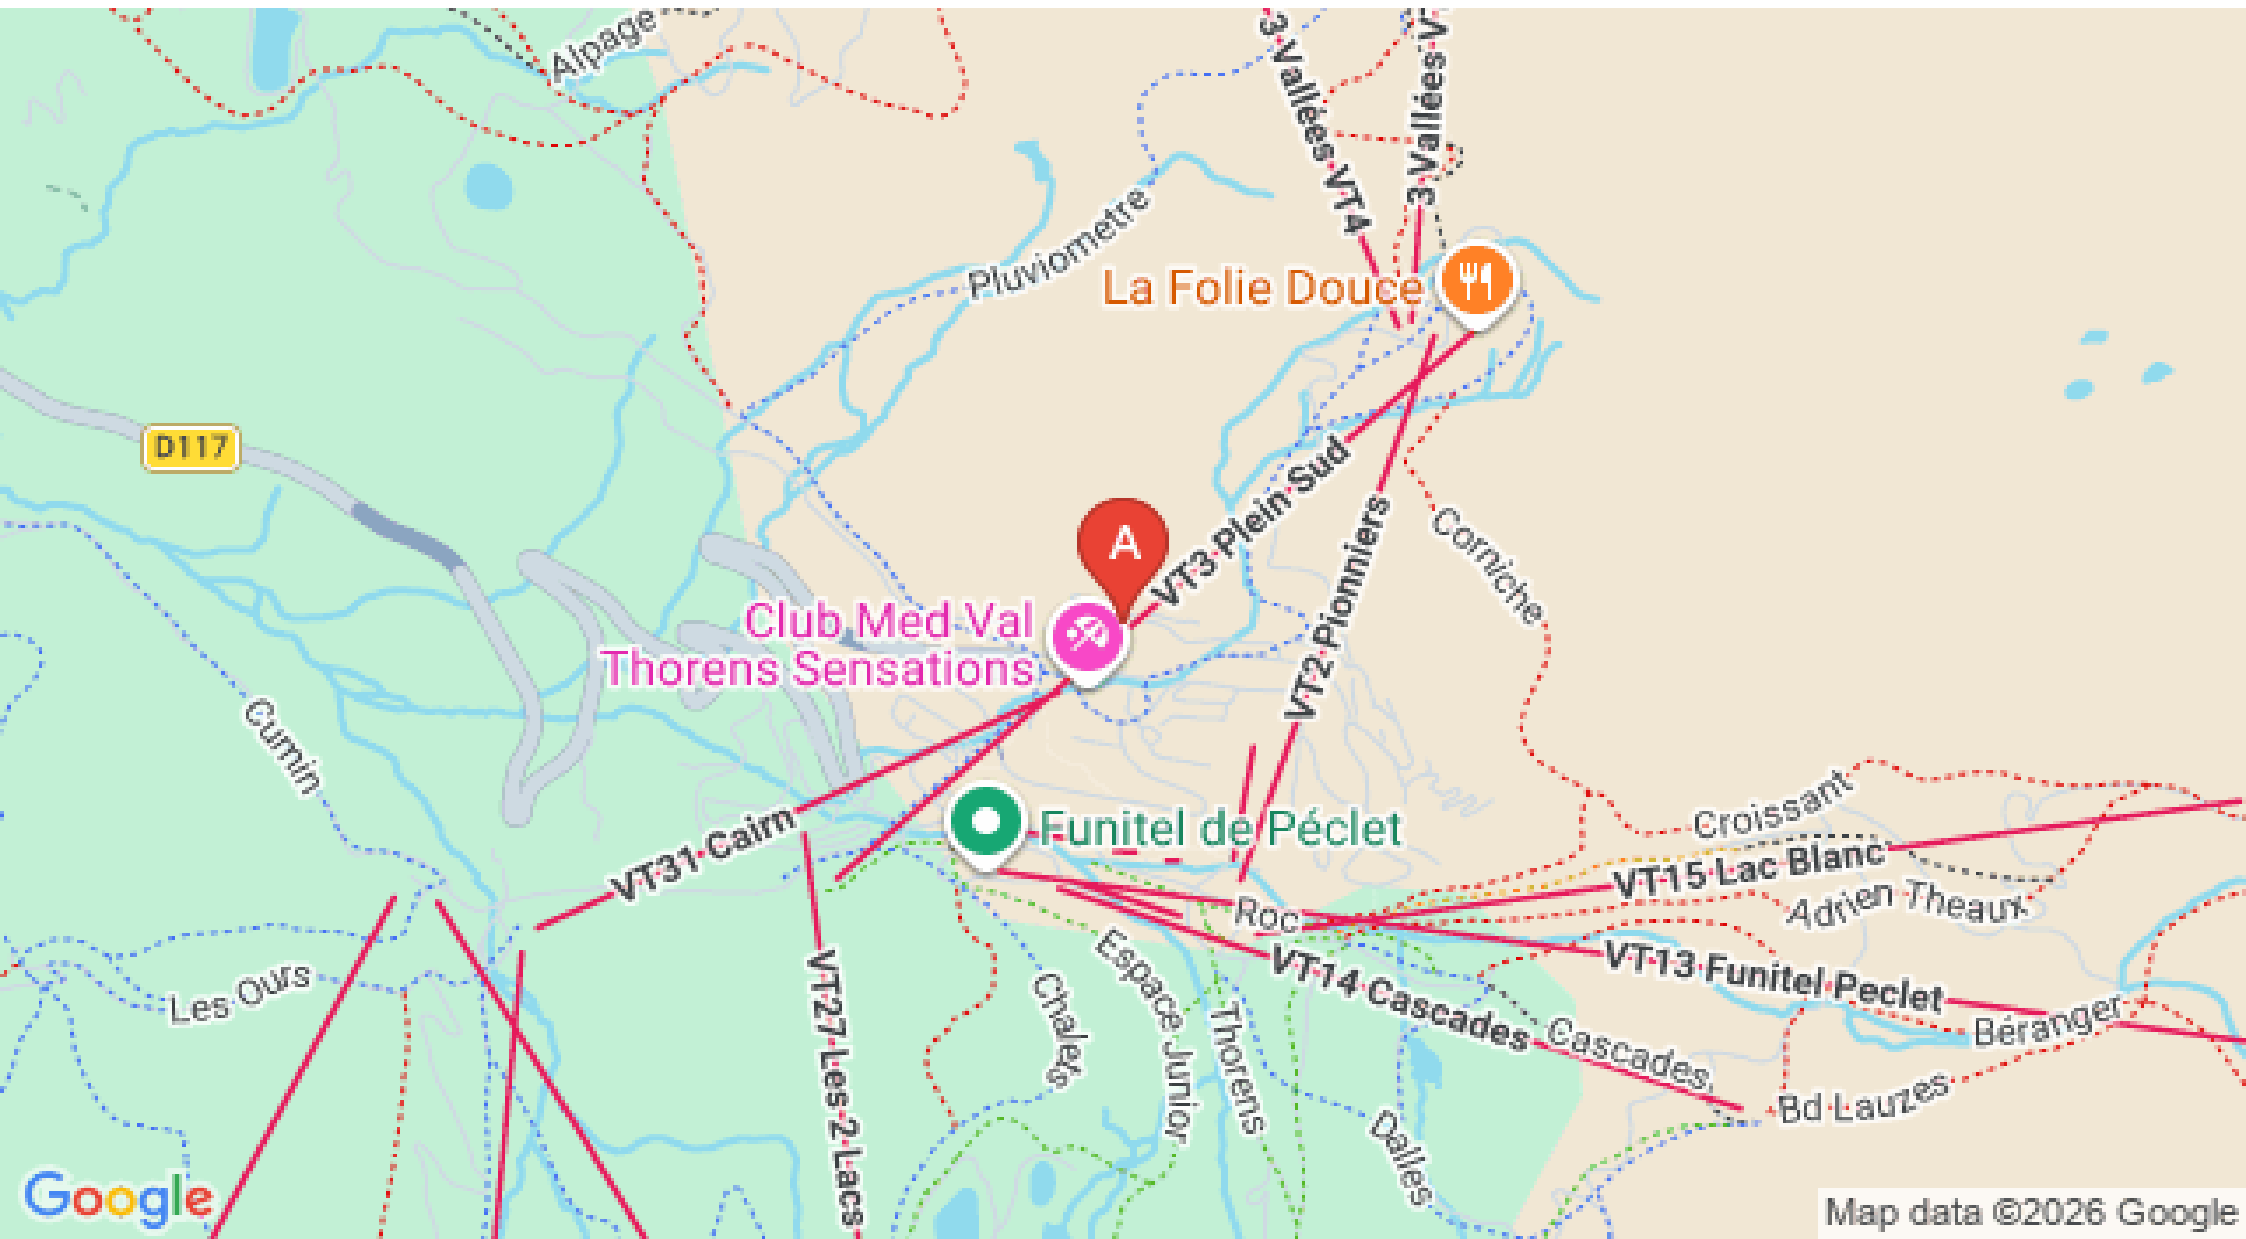 Alpage
3 Vallées VT4
3 Vallées V
Pluviometre
La Folie Douce
D117
VT3 Plein Sud
A
Corniche
VT2 Pionniers
Club Med Val
Thorens Sensations
Cumin
Funitel de Péclet
Croissant
VT31 Cairn
VT15 Lac Blanc
Adrien Theaux
Roc
VT13 Funitel Peclet
VT14 Cascades
Les Ours
Espace Junior
Chalets
Thorens
VT27 Les 2 Lacs
Cascades
Béranger
Bd Lauzes
Dalles
Google
Map data ©2026 Google